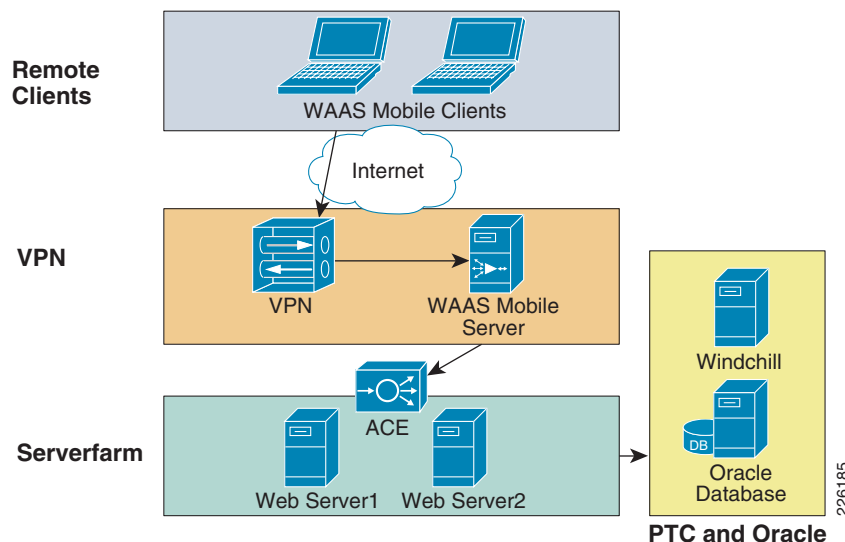 Remote
Clients
WAAS Mobile Clients
Internet
VPN
VPN
WAAS Mobile
Server
ACE
Serverfarm
Web Server1
Web Server2
Windchill
DB
Oracle
Database
PTC and Oracle
226185